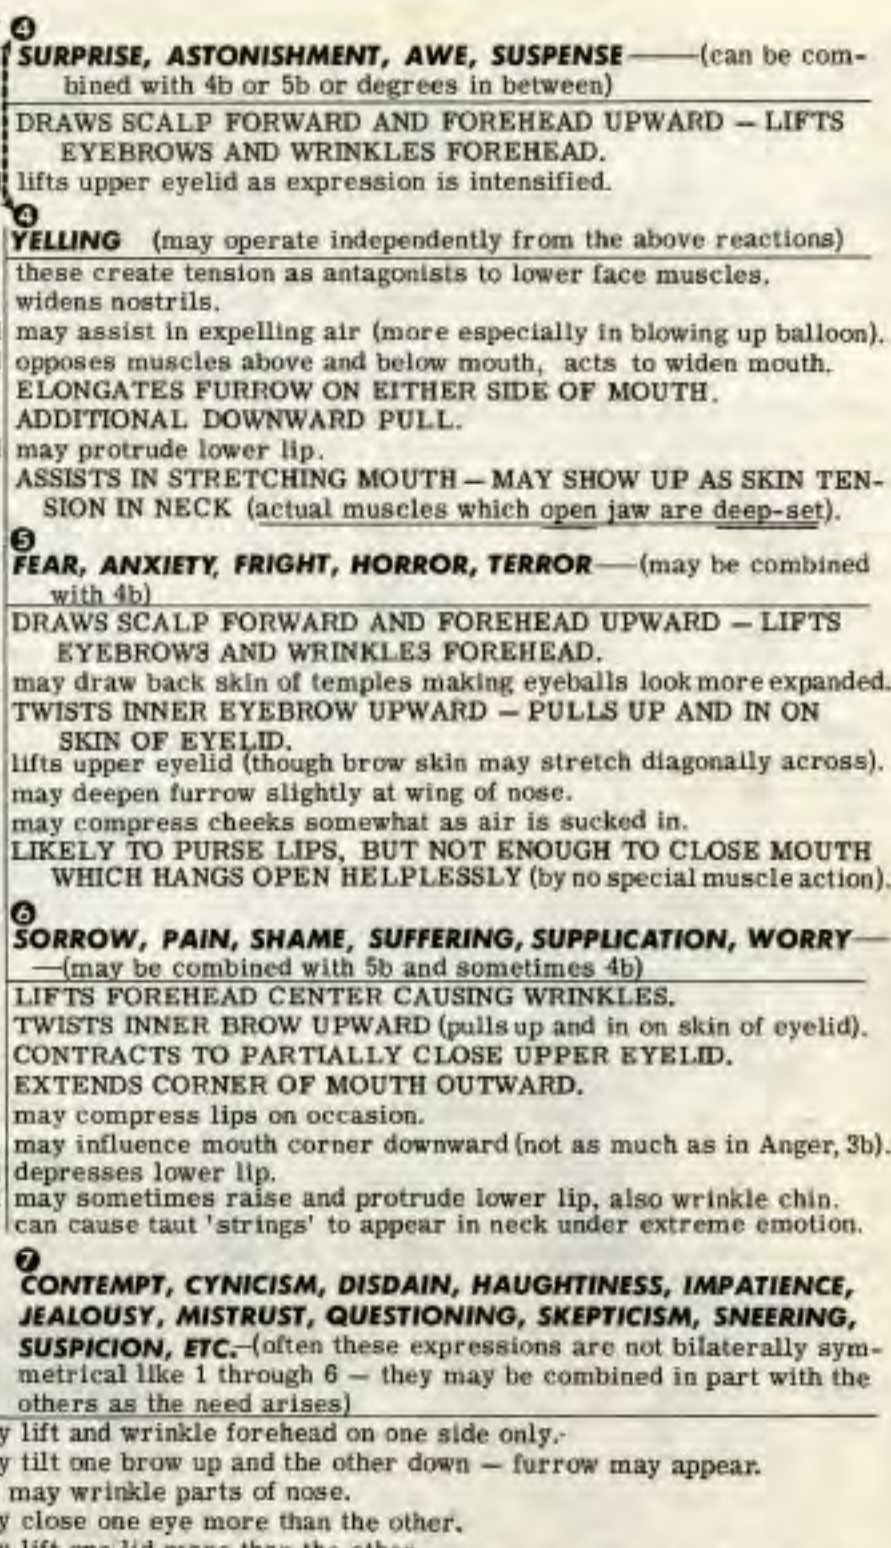 ❹
SURPRISE, ASTONISHMENT, AWE, SUSPENSE——(can be com-
bined with 4b or 5b or degrees in between)
DRAWS SCALP FORWARD AND FOREHEAD UPWARD — LIFTS
EYEBROWS AND WRINKLES FOREHEAD.
lifts upper eyelid as expression is intensified.
❹
YELLING (may operate independently from the above reactions)
these create tension as antagonists to lower face muscles.
widens nostrils.
may assist in expelling air (more especially in blowing up balloon).
opposes muscles above and below mouth, acts to widen mouth.
ELONGATES FURROW ON EITHER SIDE OF MOUTH.
ADDITIONAL DOWNWARD PULL.
may protrude lower lip.
ASSISTS IN STRETCHING MOUTH — MAY SHOW UP AS SKIN TEN-
SION IN NECK (actual muscles which open jaw are deep-set).
❺
FEAR, ANXIETY, FRIGHT, HORROR, TERROR——(may be combined
with 4b)
DRAWS SCALP FORWARD AND FOREHEAD UPWARD — LIFTS
EYEBROWS AND WRINKLES FOREHEAD.
may draw back skin of temples making eyeballs look more expanded.
TWISTS INNER EYEBROW UPWARD — PULLS UP AND IN ON
SKIN OF EYELID.
lifts upper eyelid (though brow skin may stretch diagonally across).
may deepen furrow slightly at wing of nose.
may compress cheeks somewhat as air is sucked in.
LIKELY TO PURSE LIPS, BUT NOT ENOUGH TO CLOSE MOUTH
WHICH HANGS OPEN HELPLESSLY (by no special muscle action).
❻
SORROW, PAIN, SHAME, SUFFERING, SUPPLICATION, WORRY—
—(may be combined with 5b and sometimes 4b)
LIFTS FOREHEAD CENTER CAUSING WRINKLES.
TWISTS INNER BROW UPWARD (pulls up and in on skin of eyelid).
CONTRACTS TO PARTIALLY CLOSE UPPER EYELID.
EXTENDS CORNER OF MOUTH OUTWARD.
may compress lips on occasion.
may influence mouth corner downward (not as much as in Anger, 3b).
depresses lower lip.
may sometimes raise and protrude lower lip, also wrinkle chin.
can cause taut 'strings' to appear in neck under extreme emotion.
❼
CONTEMPT, CYNICISM, DISDAIN, HAUGHTINESS, IMPATIENCE,
JEALOUSY, MISTRUST, QUESTIONING, SKEPTICISM, SNEERING,
SUSPICION, ETC.—(often these expressions are not bilaterally sym-
metrical like 1 through 6 — they may be combined in part with the
others as the need arises)
y lift and wrinkle forehead on one side only.
y tilt one brow up and the other down — furrow may appear.
may wrinkle parts of nose.
y close one eye more than the other.